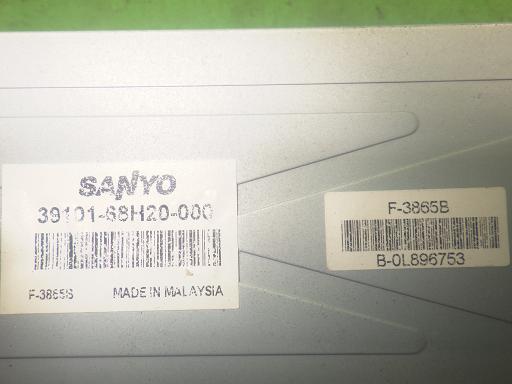 SANYO
39101-68H20-000
F-3865S MADE IN MALAYSIA
F-3865B
B-0L896753